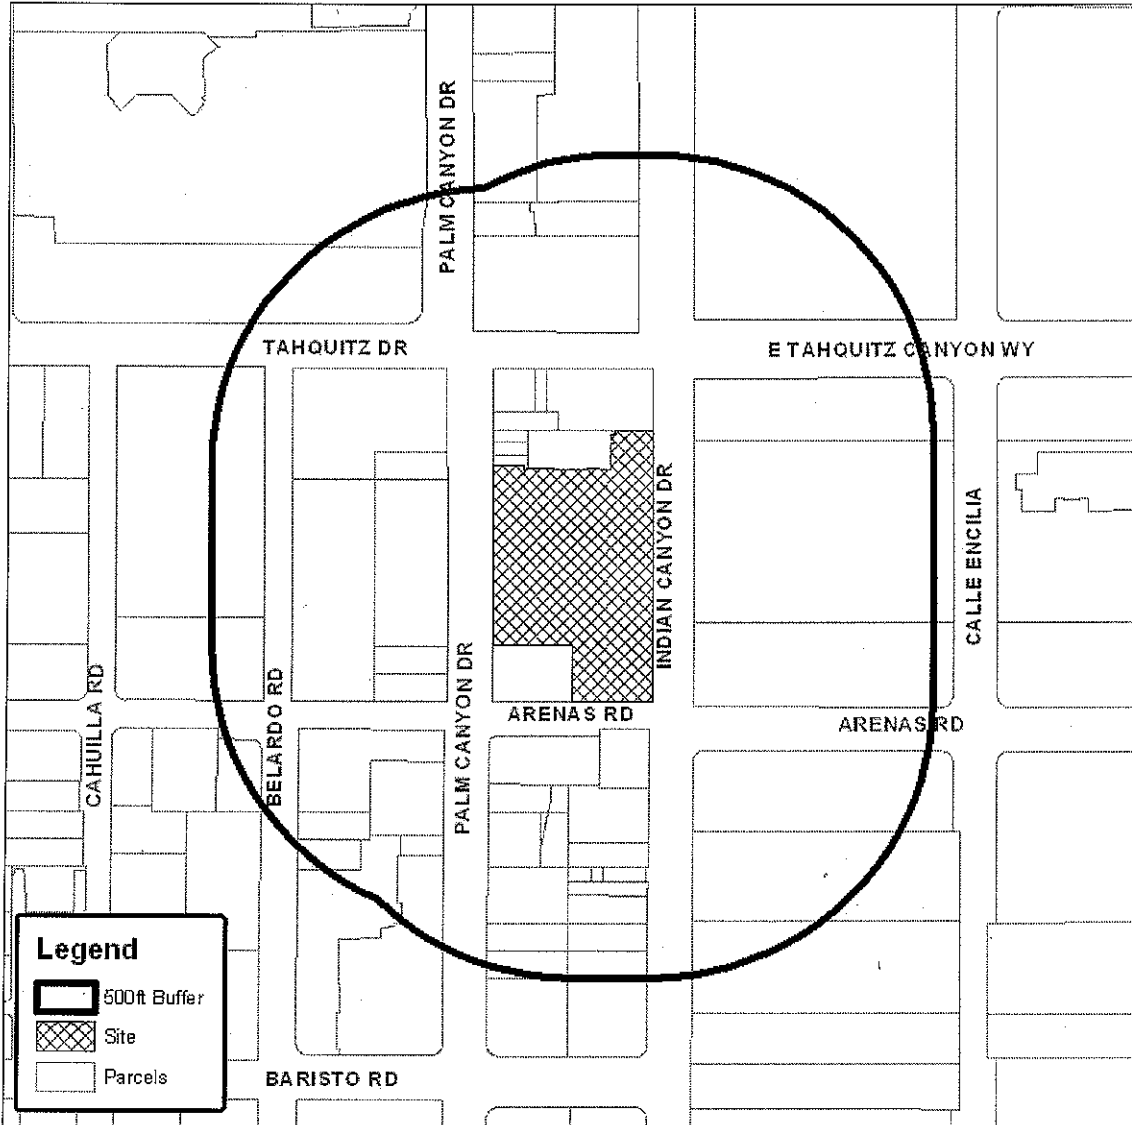 PALM CANYON DR
TAHQUITZ DR
E TAHQUITZ CANYON WY
INDIAN CANYON DR
CALLE ENCILIA
CAHUILLA RD
BELARDO RD
PALM CANYON DR
ARENAS RD
ARENAS RD
Legend
500ft Buffer
Site
Parcels
BARISTO RD